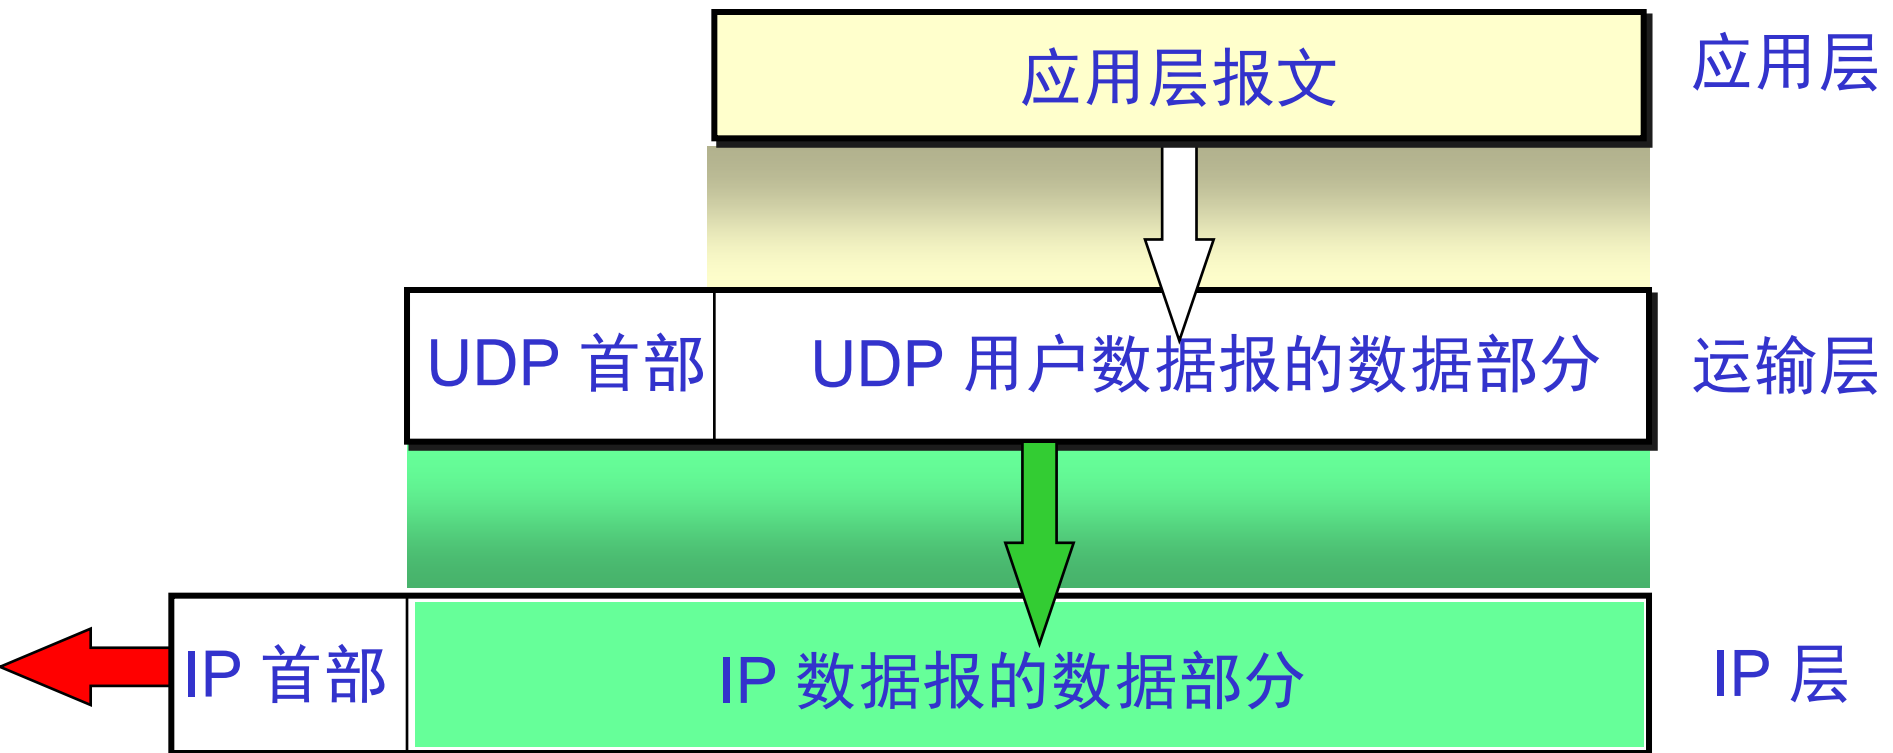 应用层报文
应用层
UDP 首部
UDP 用户数据报的数据部分
运输层
IP 首部
IP 数据报的数据部分
IP 层